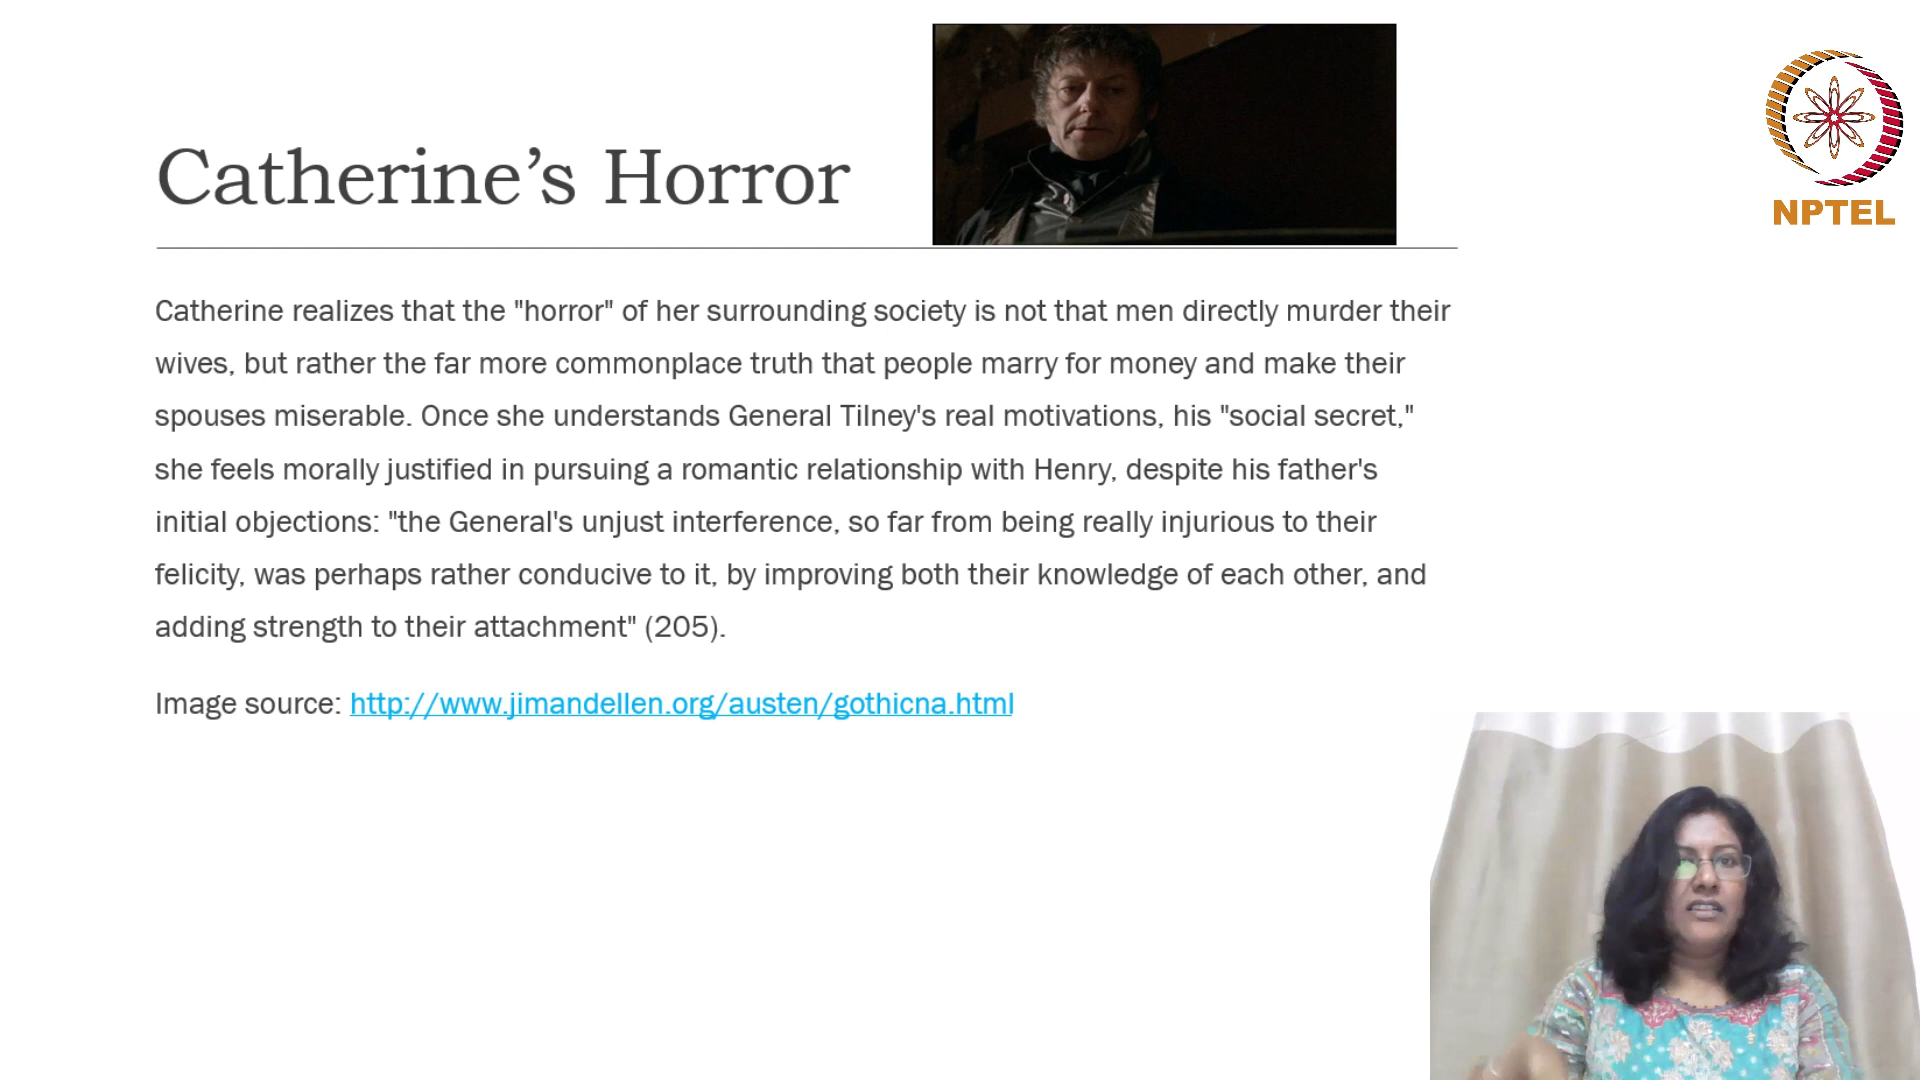 Catherine’s Horror
NPTEL
Catherine realizes that the "horror" of her surrounding society is not that men directly murder their
wives, but rather the far more commonplace truth that people marry for money and make their
spouses miserable. Once she understands General Tilney's real motivations, his "social secret,"
she feels morally justified in pursuing a romantic relationship with Henry, despite his father's
initial objections: "the General's unjust interference, so far from being really injurious to their
felicity, was perhaps rather conducive to it, by improving both their knowledge of each other, and
adding strength to their attachment" (205).
Image source: http://www.jimandellen.org/austen/gothicna.html